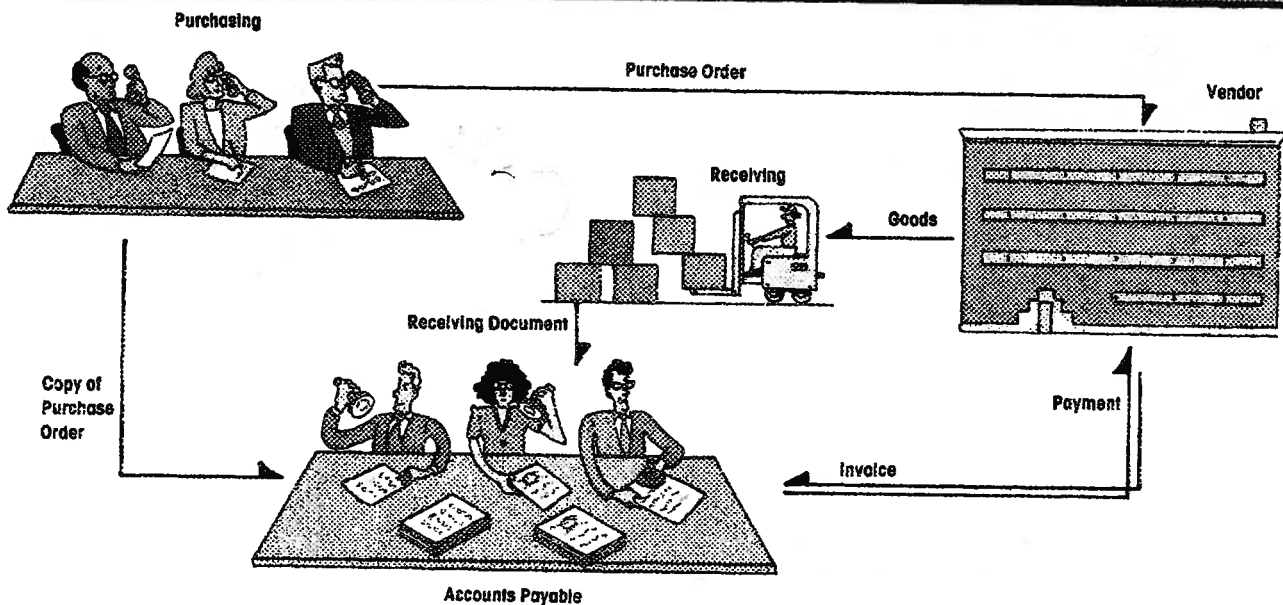 Purchasing
Purchase Order
Vendor
Receiving
Goods
Receiving Document
Copy of
Purchase
Order
Payment
Invoice
Accounts Payable